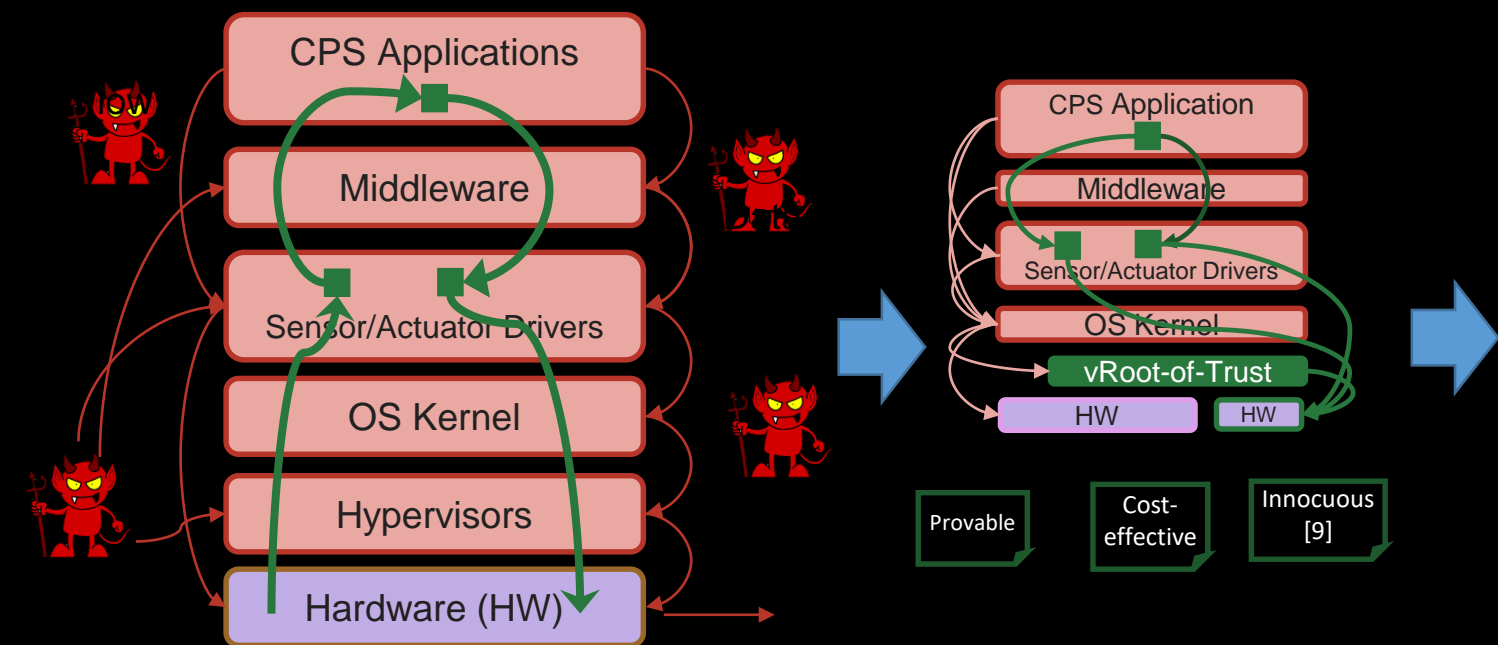 CPS Applications
Middleware
Sensor/Actuator Drivers
OS Kernel
Hypervisors
Hardware (HW)
CPS Application
Middleware
Sensor/Actuator Drivers
OS Kernel
vRoot-of-Trust
HW
HW
Provable
Cost-
effective
Innocuous
[9]